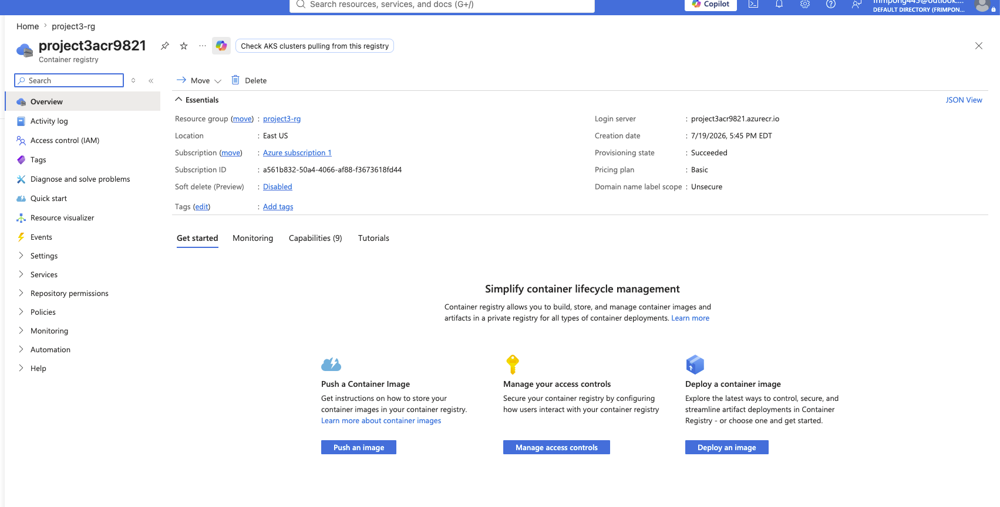 Search resources, services, and docs (G+/)
Copilot
DEFAULT DIRECTORY (FRIMPON...
Home > project3-rg
project3acr9821
Check AKS clusters pulling from this registry
Container registry
Search
Move
Delete
Overview
Activity log
Access control (IAM)
Tags
Diagnose and solve problems
Quick start
Resource visualizer
Events
Settings
Services
Repository permissions
Policies
Monitoring
Automation
Help
Essentials
JSON View
Resource group (move) : project3-rg
Location : East US
Subscription (move) : Azure subscription 1
Subscription ID : a561b832-50a4-4066-af88-f3673618fd44
Soft delete (Preview) : Disabled
Tags (edit) : Add tags
Login server : project3acr9821.azurecr.io
Creation date : 7/19/2026, 5:45 PM EDT
Provisioning state : Succeeded
Pricing plan : Basic
Domain name label scope : Unsecure
Get started
Monitoring
Capabilities (9)
Tutorials
Simplify container lifecycle management
Container registry allows you to build, store, and manage container images and
artifacts in a private registry for all types of container deployments. Learn more
Push a Container Image
Get instructions on how to store your
container images in your container registry.
Learn more about container images
Push an image
Manage your access controls
Secure your container registry by configuring
how users interact with your container registry
Manage access controls
Deploy a container image
Explore the latest ways to control, secure, and
streamline artifact deployments in Container
Registry - or choose one and get started.
Deploy an image